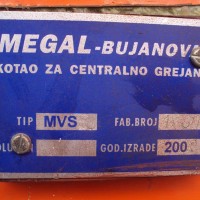 MEGAL-BUJANOV
KOTAO ZA CENTRALNO GREJAN
TIP MVS FAB.BROJ
GOD.IZRADE 200